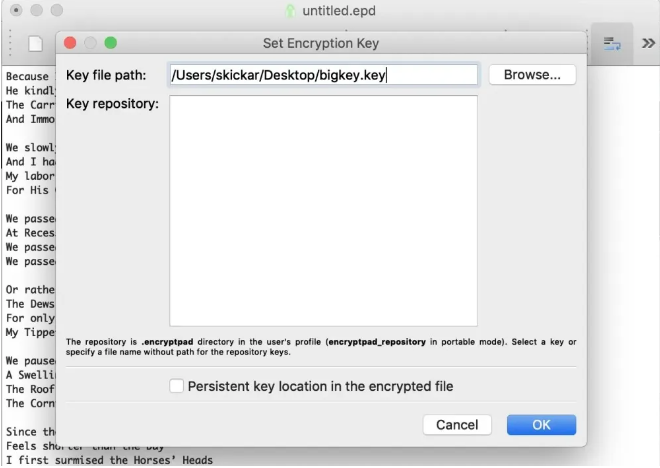 untitled.epd
Set Encryption Key
Key file path:
/Users/skickar/Desktop/bigkey.key
Browse...
Key repository:
The repository is .encryptpad directory in the user's profile (encryptpad_repository in portable mode). Select a key or
specify a file name without path for the repository keys.
Persistent key location in the encrypted file
Cancel
OK
Because
He kindl
The Carr
And Immo
We slowl
And I ha
My labor
For His
We passe
At Reces
We passe
We passe
Or rathe
The Dews
For only
My Tippe
We pause
A Swelli
The Roof
The Corn
Since th
Feels shorter than the Day
I first surmised the Horses' Heads